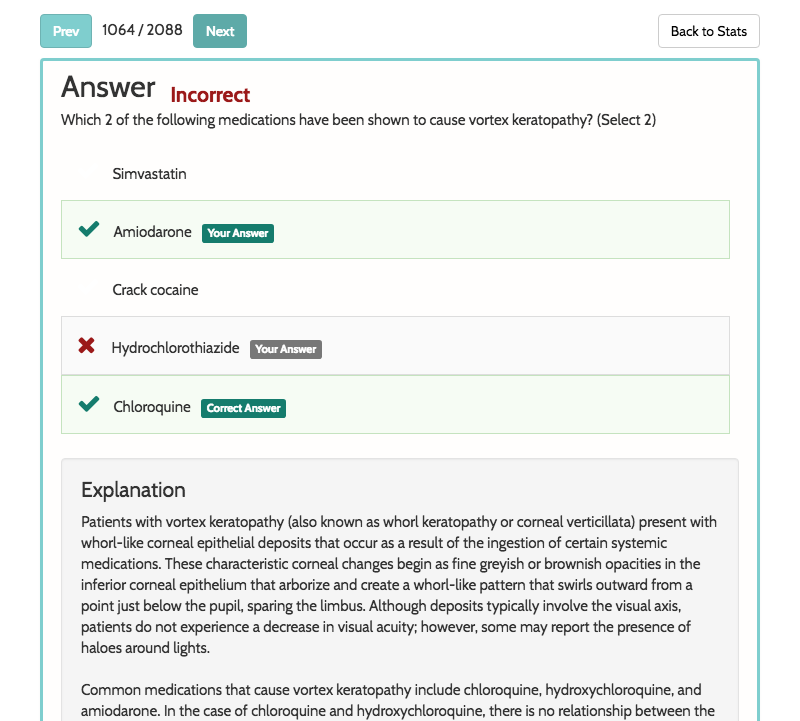 Prev 1064 / 2088 Next Back to Stats
Answer Incorrect
Which 2 of the following medications have been shown to cause vortex keratopathy? (Select 2)
Simvastatin
Amiodarone Your Answer
Crack cocaine
Hydrochlorothiazide Your Answer
Chloroquine Correct Answer
Explanation
Patients with vortex keratopathy (also known as whorl keratopathy or corneal verticillata) present with
whorl-like corneal epithelial deposits that occur as a result of the ingestion of certain systemic
medications. These characteristic corneal changes begin as fine greyish or brownish opacities in the
inferior corneal epithelium that arborize and create a whorl-like pattern that swirls outward from a
point just below the pupil, sparing the limbus. Although deposits typically involve the visual axis,
patients do not experience a decrease in visual acuity; however, some may report the presence of
haloes around lights.
Common medications that cause vortex keratopathy include chloroquine, hydroxychloroquine, and
amiodarone. In the case of chloroquine and hydroxychloroquine, there is no relationship between the